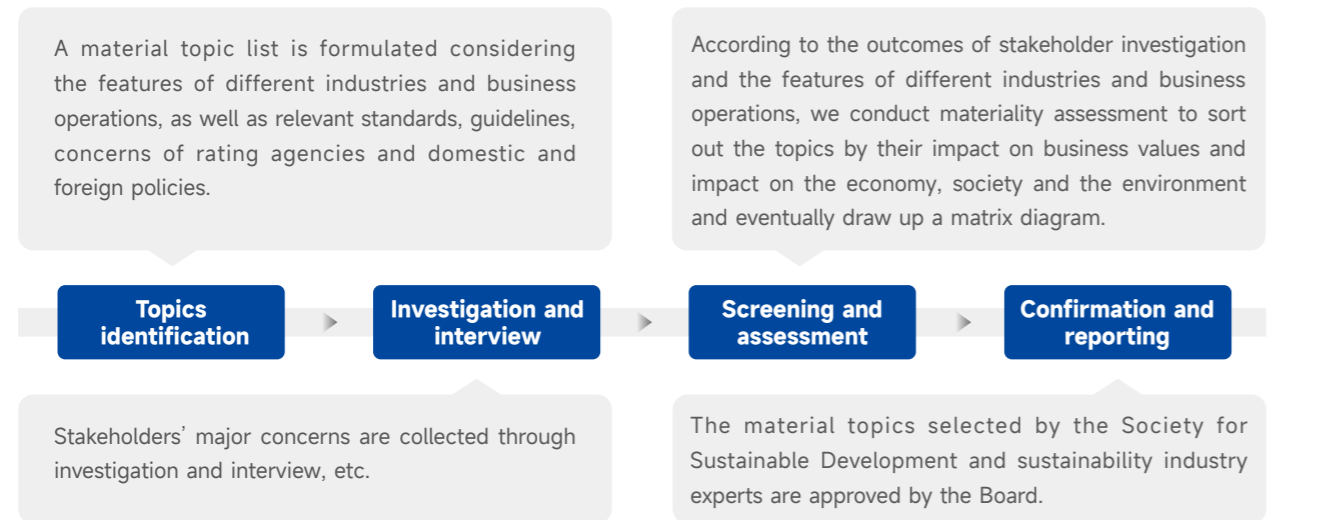 A material topic list is formulated considering
the features of different industries and business
operations, as well as relevant standards, guidelines,
concerns of rating agencies and domestic and
foreign policies.
According to the outcomes of stakeholder investigation
and the features of different industries and business
operations, we conduct materiality assessment to sort
out the topics by their impact on business values and
impact on the economy, society and the environment
and eventually draw up a matrix diagram.
Topics
identification
Investigation and
interview
Screening and
assessment
Confirmation and
reporting
Stakeholders’ major concerns are collected through
investigation and interview, etc.
The material topics selected by the Society for
Sustainable Development and sustainability industry
experts are approved by the Board.